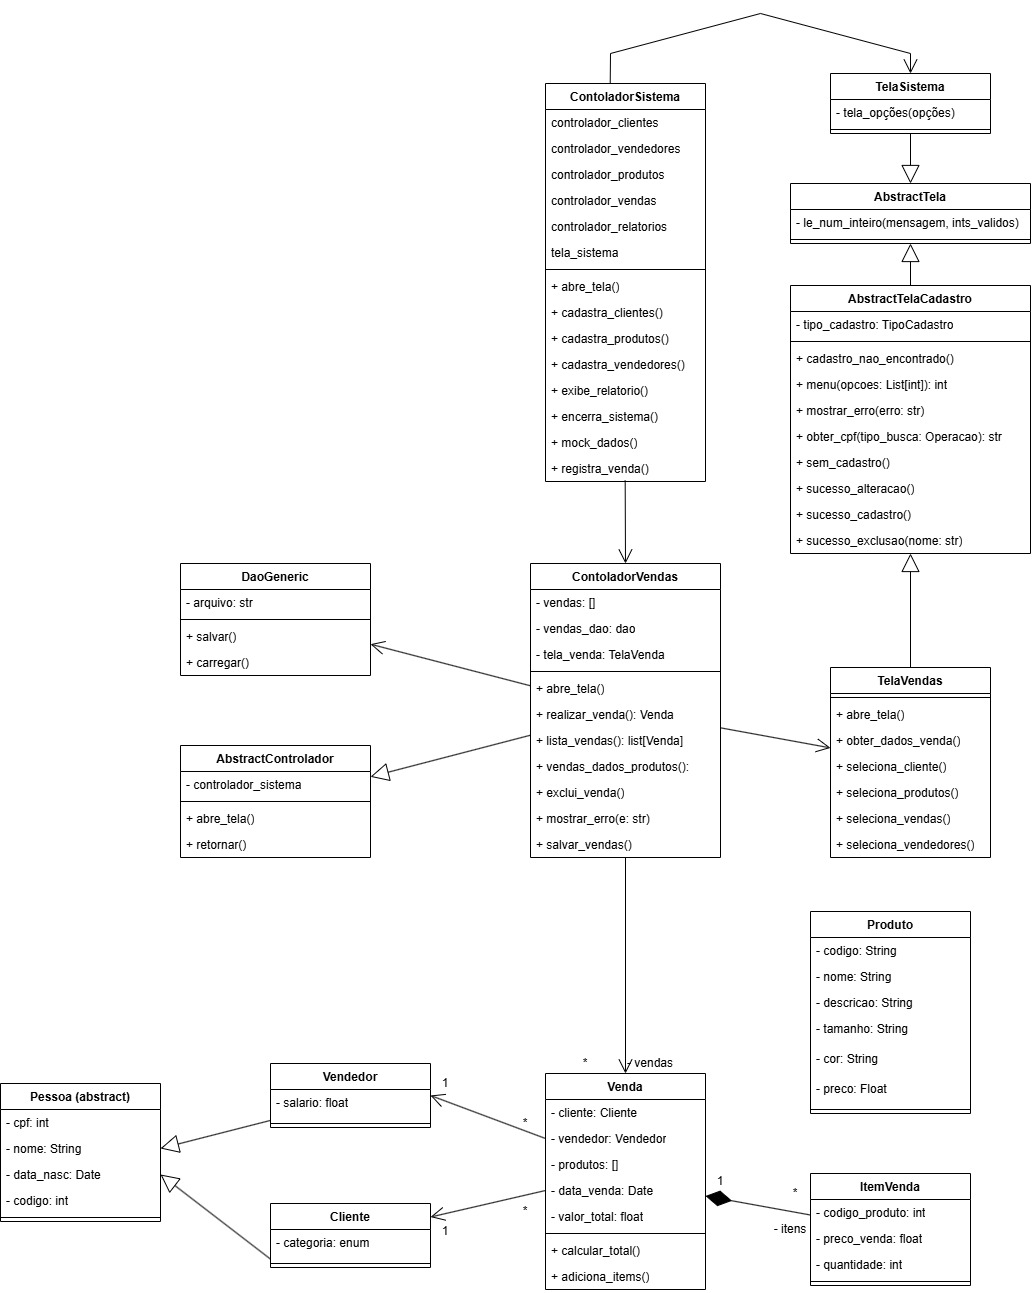 ContoladorSistema
controlador_clientes
controlador_vendedores
controlador_produtos
controlador_vendas
controlador_relatorios
tela_sistema
+ abre_tela()
+ cadastra_clientes()
+ cadastra_produtos()
+ cadastra_vendedores()
+ exibe_relatorio()
+ encerra_sistema()
+ mock_dados()
+ registra_venda()
TelaSistema
- tela_opções(opções)
AbstractTela
- le_num_inteiro(mensagem, ints_validos)
AbstractTelaCadastro
- tipo_cadastro: TipoCadastro
+ cadastro_nao_encontrado()
+ menu(opcoes: List[int]): int
+ mostrar_erro(erro: str)
+ obter_cpf(tipo_busca: Operacao): str
+ sem_cadastro()
+ sucesso_alteracao()
+ sucesso_cadastro()
+ sucesso_exclusao(nome: str)
DaoGeneric
- arquivo: str
+ salvar()
+ carregar()
ContoladorVendas
- vendas: []
- vendas_dao: dao
- tela_venda: TelaVenda
+ abre_tela()
+ realizar_venda(): Venda
+ lista_vendas(): list[Venda]
+ vendas_dados_produtos():
+ exclui_venda()
+ mostrar_erro(e: str)
+ salvar_vendas()
TelaVendas
+ abre_tela()
+ obter_dados_venda()
+ seleciona_cliente()
+ seleciona_produtos()
+ seleciona_vendas()
+ seleciona_vendedores()
AbstractControlador
- controlador_sistema
+ abre_tela()
+ retornar()
Produto
- codigo: String
- nome: String
- descricao: String
- tamanho: String
- cor: String
- preco: Float
* - vendas
Vendedor
- salario: float
1
*
Pessoa (abstract)
- cpf: int
- nome: String
- data_nasc: Date
- codigo: int
Venda
- cliente: Cliente
- vendedor: Vendedor
- produtos: []
- data_venda: Date
- valor_total: float
+ calcular_total()
+ adiciona_items()
Cliente
- categoria: enum
1
*
1
*
- itens
ItemVenda
- codigo_produto: int
- preco_venda: float
- quantidade: int